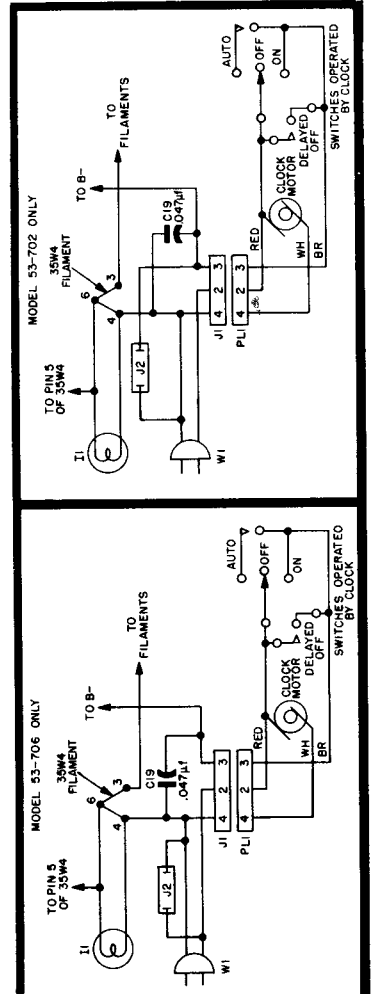 MODEL 53-706 ONLY
TO PIN 5
OF 35W4
35W4
FILAMENT
I1
6
3
4
TO
FILAMENTS
TO B-
C19
.047µf
J2
W1
J1
4 2 3
PL1
4 2 3
RED
WH
BR
CLOCK
MOTOR
DELAYED
OFF
AUTO
OFF
ON
SWITCHES OPERATED
BY CLOCK
MODEL 53-702 ONLY
TO PIN 5
OF 35W4
35W4
FILAMENT
I1
6
3
4
TO
FILAMENTS
TO B-
C19
.047µf
J2
W1
J1
4 2 3
PL1
4 2 3
RED
WH
BR
CLOCK
MOTOR
DELAYED
OFF
AUTO
OFF
ON
SWITCHES OPERATED
BY CLOCK